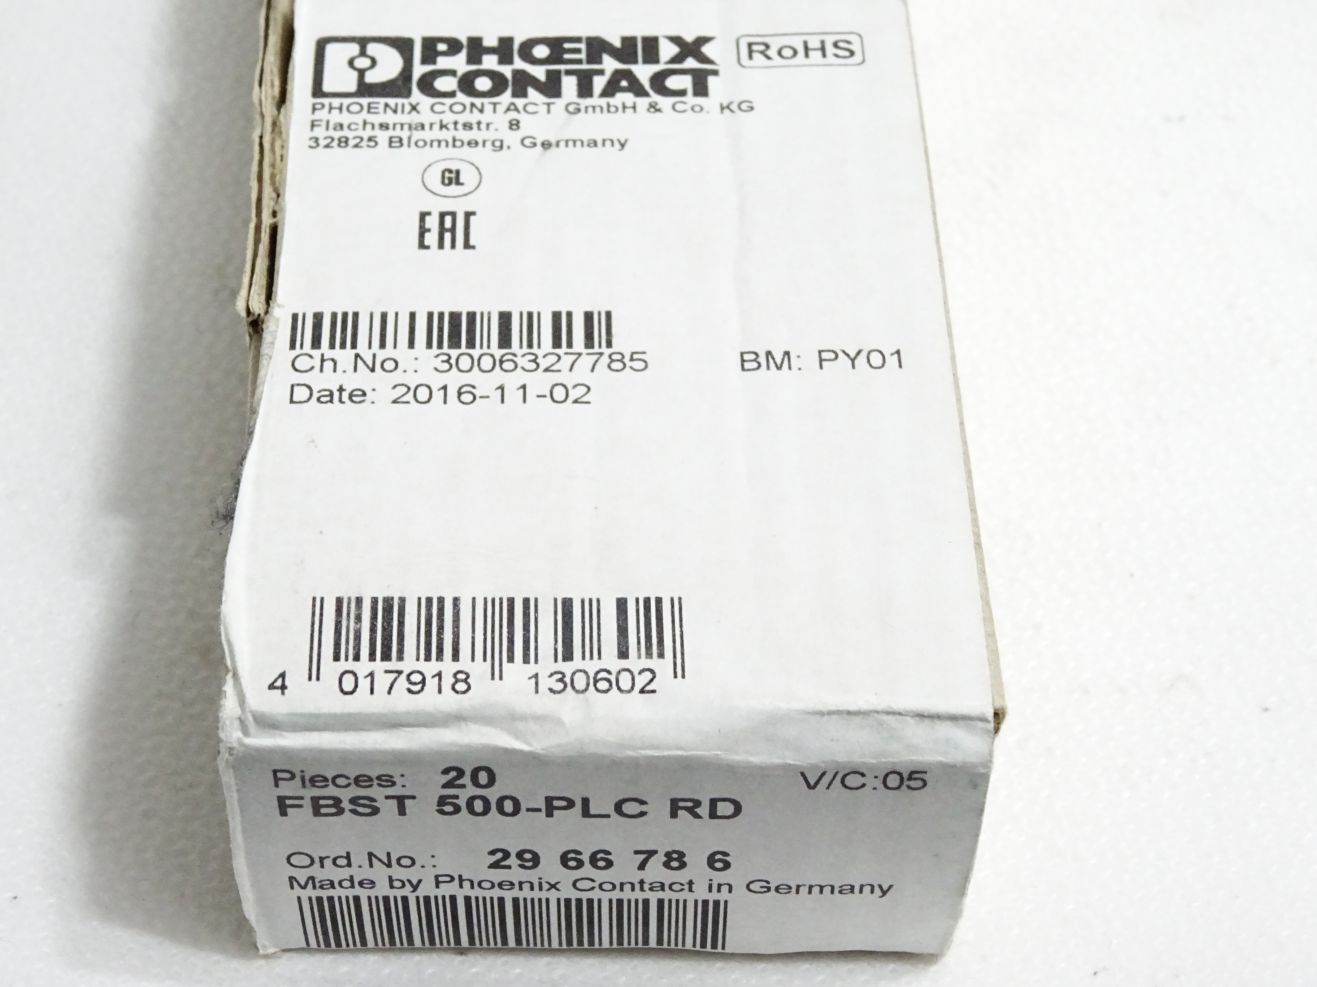 PHŒNIX
CONTACT
RoHS
PHOENIX CONTACT GmbH & Co. KG
Flachsmarktstr. 8
32825 Blomberg, Germany
GL
EAC
Ch.No.: 3006327785
BM: PY01
Date: 2016-11-02
4 017918 130602
Pieces: 20
V/C:05
FBST 500-PLC RD
Ord.No.: 29 66 78 6
Made by Phoenix Contact in Germany